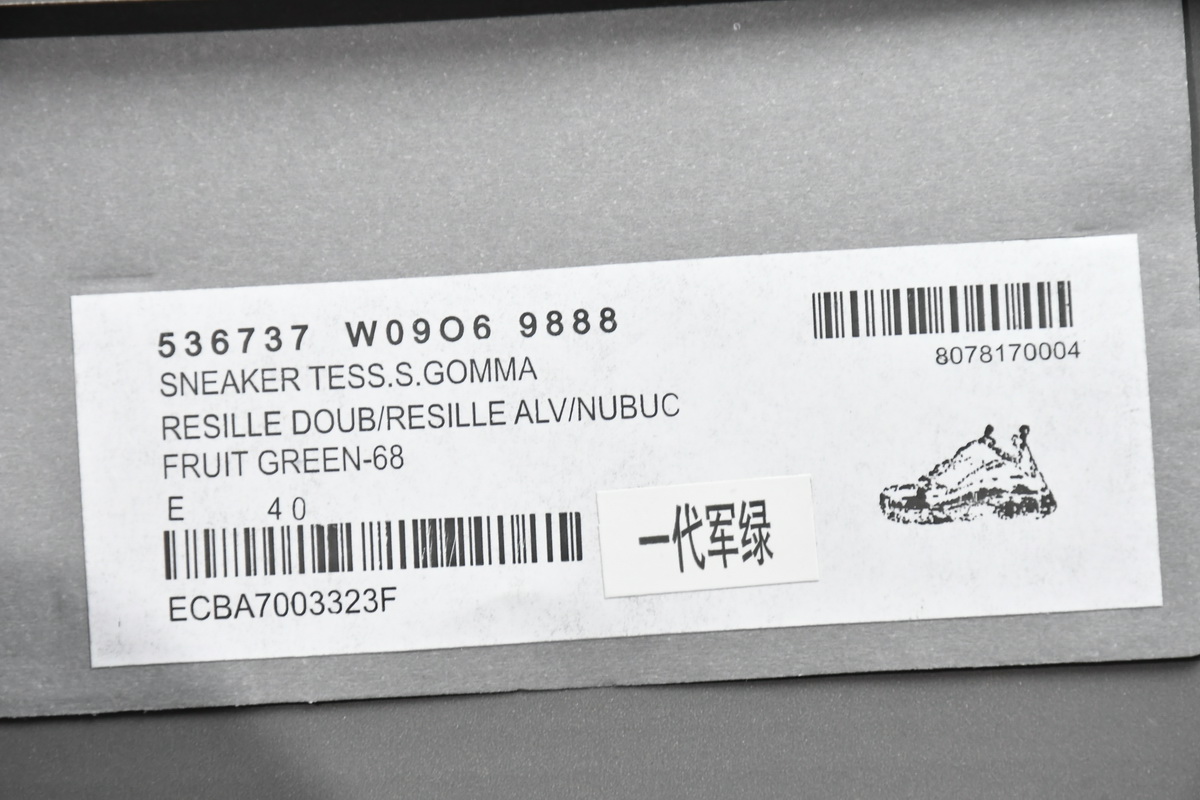 536737 W09O6 9888
SNEAKER TESS.S.GOMMA
RESILLE DOUB/RESILLE ALV/NUBUC
FRUIT GREEN-68
E 40
ECBA7003323F
一代军绿
8078170004